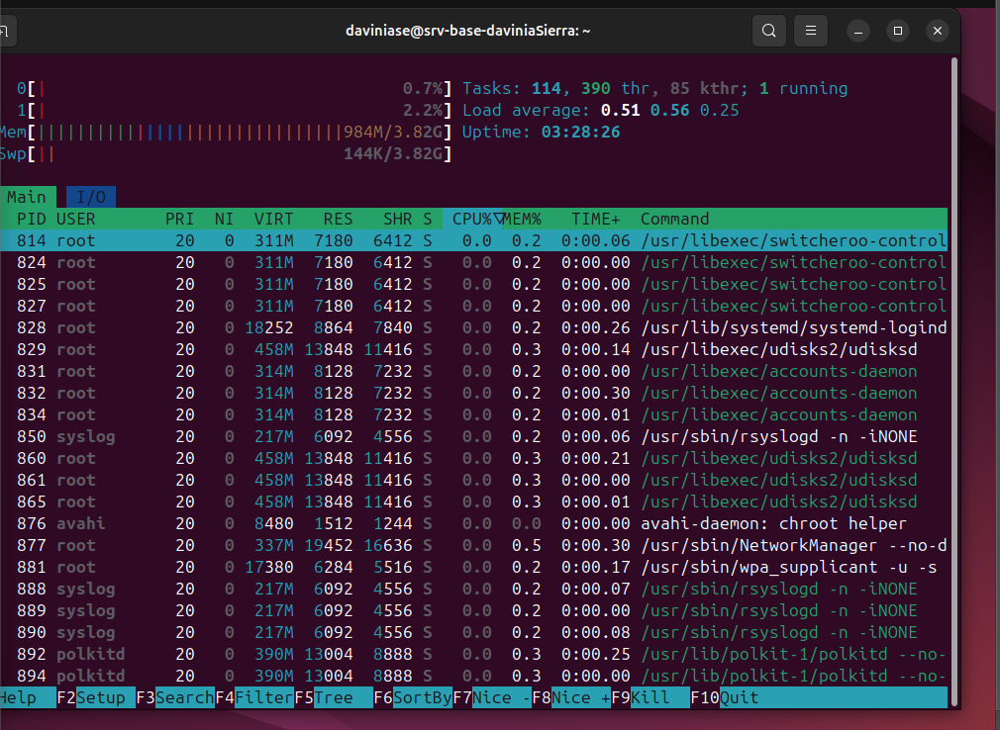 daviniase@srv-base-daviniaSierra: ~
0[| 0.7%] Tasks: 114, 390 thr, 85 kthr; 1 running
1[| 2.2%] Load average: 0.51 0.56 0.25
Mem[|||||||||||||||||||||||||||||||984M/3.82G] Uptime: 03:28:26
Swp[|| 144K/3.82G]
Main I/O
PID USER PRI NI VIRT RES SHR S CPU%▽MEM% TIME+ Command
814 root 20 0 311M 7180 6412 S 0.0 0.2 0:00.06 /usr/libexec/switcheroo-control
824 root 20 0 311M 7180 6412 S 0.0 0.2 0:00.00 /usr/libexec/switcheroo-control
825 root 20 0 311M 7180 6412 S 0.0 0.2 0:00.00 /usr/libexec/switcheroo-control
827 root 20 0 311M 7180 6412 S 0.0 0.2 0:00.00 /usr/libexec/switcheroo-control
828 root 20 0 18252 8864 7840 S 0.0 0.2 0:00.26 /usr/lib/systemd/systemd-logind
829 root 20 0 458M 13848 11416 S 0.0 0.3 0:00.14 /usr/libexec/udisks2/udisksd
831 root 20 0 314M 8128 7232 S 0.0 0.2 0:00.00 /usr/libexec/accounts-daemon
832 root 20 0 314M 8128 7232 S 0.0 0.2 0:00.30 /usr/libexec/accounts-daemon
834 root 20 0 314M 8128 7232 S 0.0 0.2 0:00.01 /usr/libexec/accounts-daemon
850 syslog 20 0 217M 6092 4556 S 0.0 0.2 0:00.06 /usr/sbin/rsyslogd -n -iNONE
860 root 20 0 458M 13848 11416 S 0.0 0.3 0:00.21 /usr/libexec/udisks2/udisksd
861 root 20 0 458M 13848 11416 S 0.0 0.3 0:00.00 /usr/libexec/udisks2/udisksd
865 root 20 0 458M 13848 11416 S 0.0 0.3 0:00.01 /usr/libexec/udisks2/udisksd
876 avahi 20 0 8480 1512 1244 S 0.0 0.0 0:00.00 avahi-daemon: chroot helper
877 root 20 0 337M 19452 16636 S 0.0 0.5 0:00.30 /usr/sbin/NetworkManager --no-d
881 root 20 0 17380 6284 5516 S 0.0 0.2 0:00.17 /usr/sbin/wpa_supplicant -u -s
888 syslog 20 0 217M 6092 4556 S 0.0 0.2 0:00.07 /usr/sbin/rsyslogd -n -iNONE
889 syslog 20 0 217M 6092 4556 S 0.0 0.2 0:00.00 /usr/sbin/rsyslogd -n -iNONE
890 syslog 20 0 217M 6092 4556 S 0.0 0.2 0:00.08 /usr/sbin/rsyslogd -n -iNONE
892 polkitd 20 0 390M 13004 8888 S 0.0 0.3 0:00.25 /usr/lib/polkit-1/polkitd --no-
894 polkitd 20 0 390M 13004 8888 S 0.0 0.3 0:00.00 /usr/lib/polkit-1/polkitd --no-
Help F2Setup F3SearchF4FilterF5Tree F6SortByF7Nice -F8Nice +F9Kill F10Quit